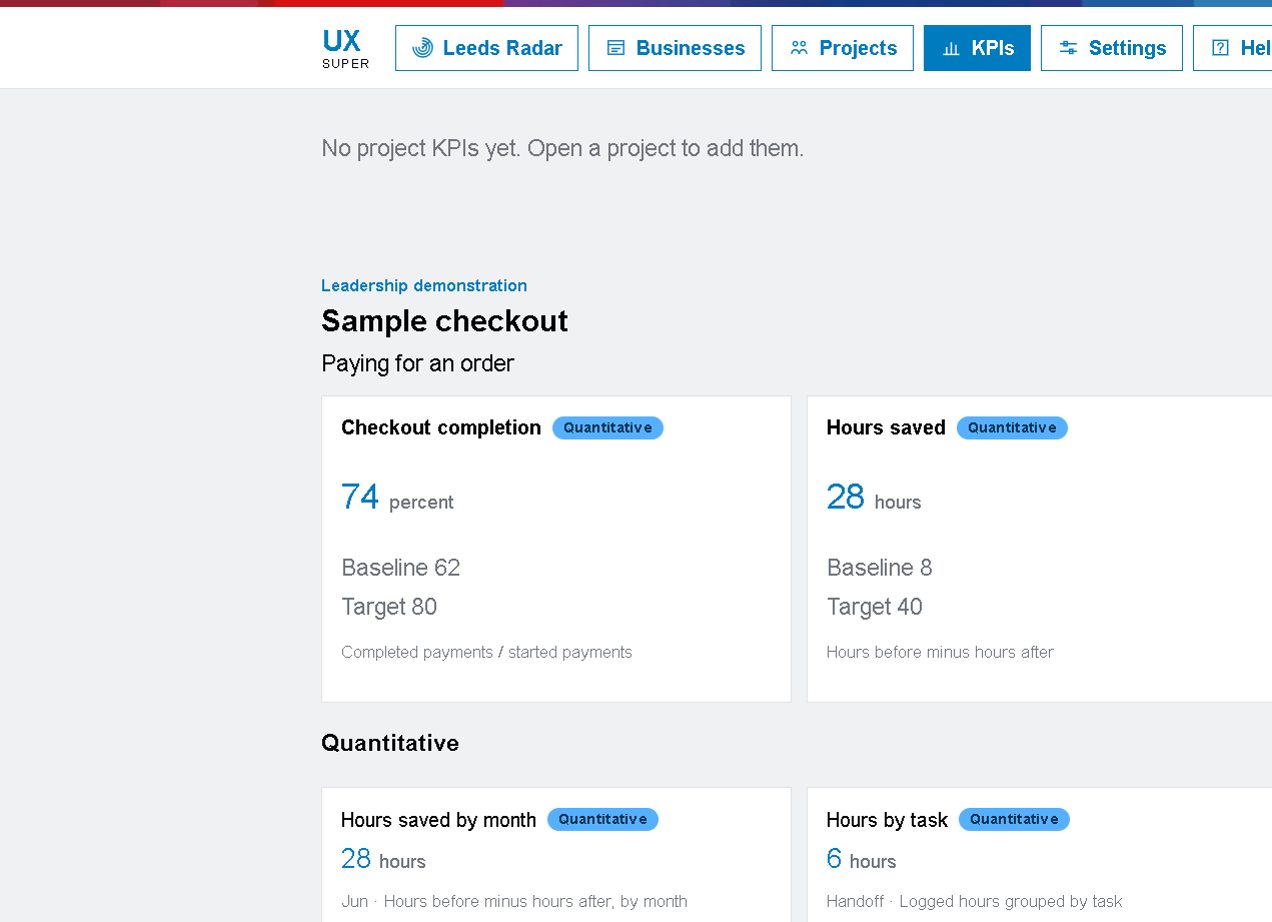 UX
SUPER
Leeds Radar
Businesses
Projects
KPIs
Settings
? Hel
No project KPIs yet. Open a project to add them.
Leadership demonstration
Sample checkout
Paying for an order
Checkout completion Quantitative
74 percent
Baseline 62
Target 80
Completed payments / started payments
Hours saved Quantitative
28 hours
Baseline 8
Target 40
Hours before minus hours after
Quantitative
Hours saved by month Quantitative
28 hours
Jun · Hours before minus hours after, by month
Hours by task Quantitative
6 hours
Handoff · Logged hours grouped by task